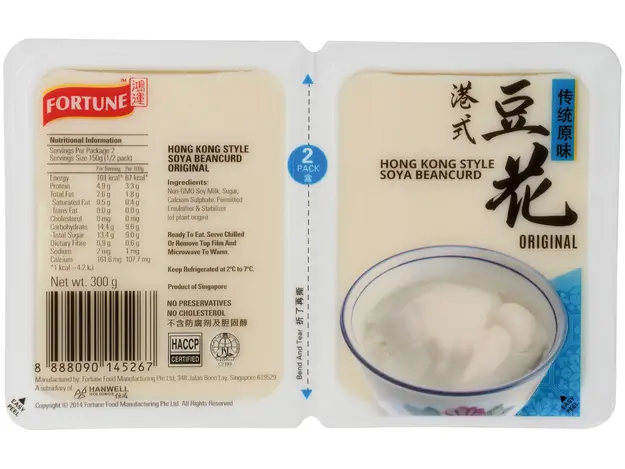 FORTUNE™
鴻運
Nutritional Information
Servings Per Package 2
Servings Size 150g (1/2 pack)
Per Serving Per 100g
Energy 101 kcal* 67 kcal*
Protein 4.9 g 3.3 g
Total Fat 2.6 g 1.8 g
-Saturated Fat 0.5 g 0.4 g
-Trans Fat 0.0 g 0.0 g
Cholesterol 0 mg 0 mg
Carbohydrate 14.4 g 9.6 g
-Total Sugar 13.4 g 9.0 g
Dietary Fibre 0.9 g 0.6 g
Sodium 2 mg 1 mg
Calcium 161.6 mg 107.7 mg
*1 kcal = 4.2 kJ
Net wt. 300 g
8 888090 145267
HONG KONG STYLE
SOYA BEANCURD
ORIGINAL
Ingredients:
Non-GMO Soy Milk, Sugar,
Calcium Sulphate, Permitted
Emulsifier & Stabilizer
(of plant origin)
Ready To Eat. Serve Chilled
Or Remove Top Film And
Microwave To Warm.
Keep Refrigerated at 2°C to 7°C.
Product of Singapore
NO PRESERVATIVES
NO CHOLESTEROL
不含防腐剂及胆固醇
HACCP
CERTIFIED
Manufactured by: Fortune Food Manufacturing Pte Ltd, 348 Jalan Boon Lay, Singapore 619529
A subsidiary of HANWELL
HOLDINGS
Copyright © 2014 Fortune Food Manufacturing Pte Ltd. All Rights Reserved
EASY
PEEL
2
PACK
盒
Bend And Tear 折了再撕
港式
豆花
传统原味
HONG KONG STYLE
SOYA BEANCURD
ORIGINAL
EASY
PEEL